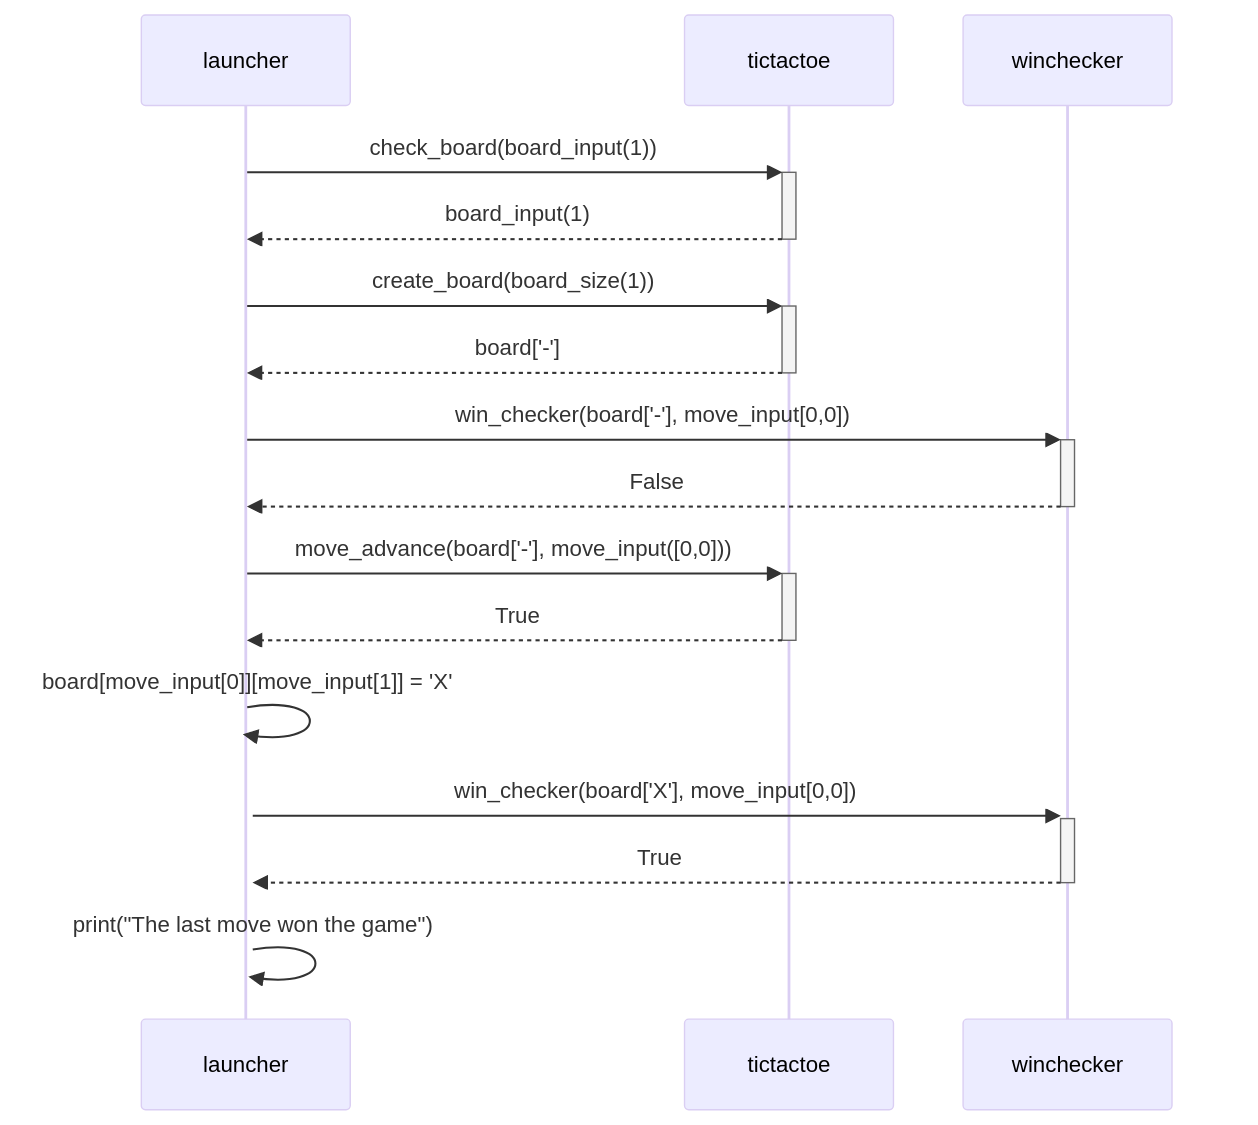 launcher
tictactoe
winchecker
check_board(board_input(1))
board_input(1)
create_board(board_size(1))
board['-']
win_checker(board['-'], move_input[0,0])
False
move_advance(board['-'], move_input([0,0]))
True
board[move_input[0]][move_input[1]] = 'X'
win_checker(board['X'], move_input[0,0])
True
print("The last move won the game")
launcher
tictactoe
winchecker